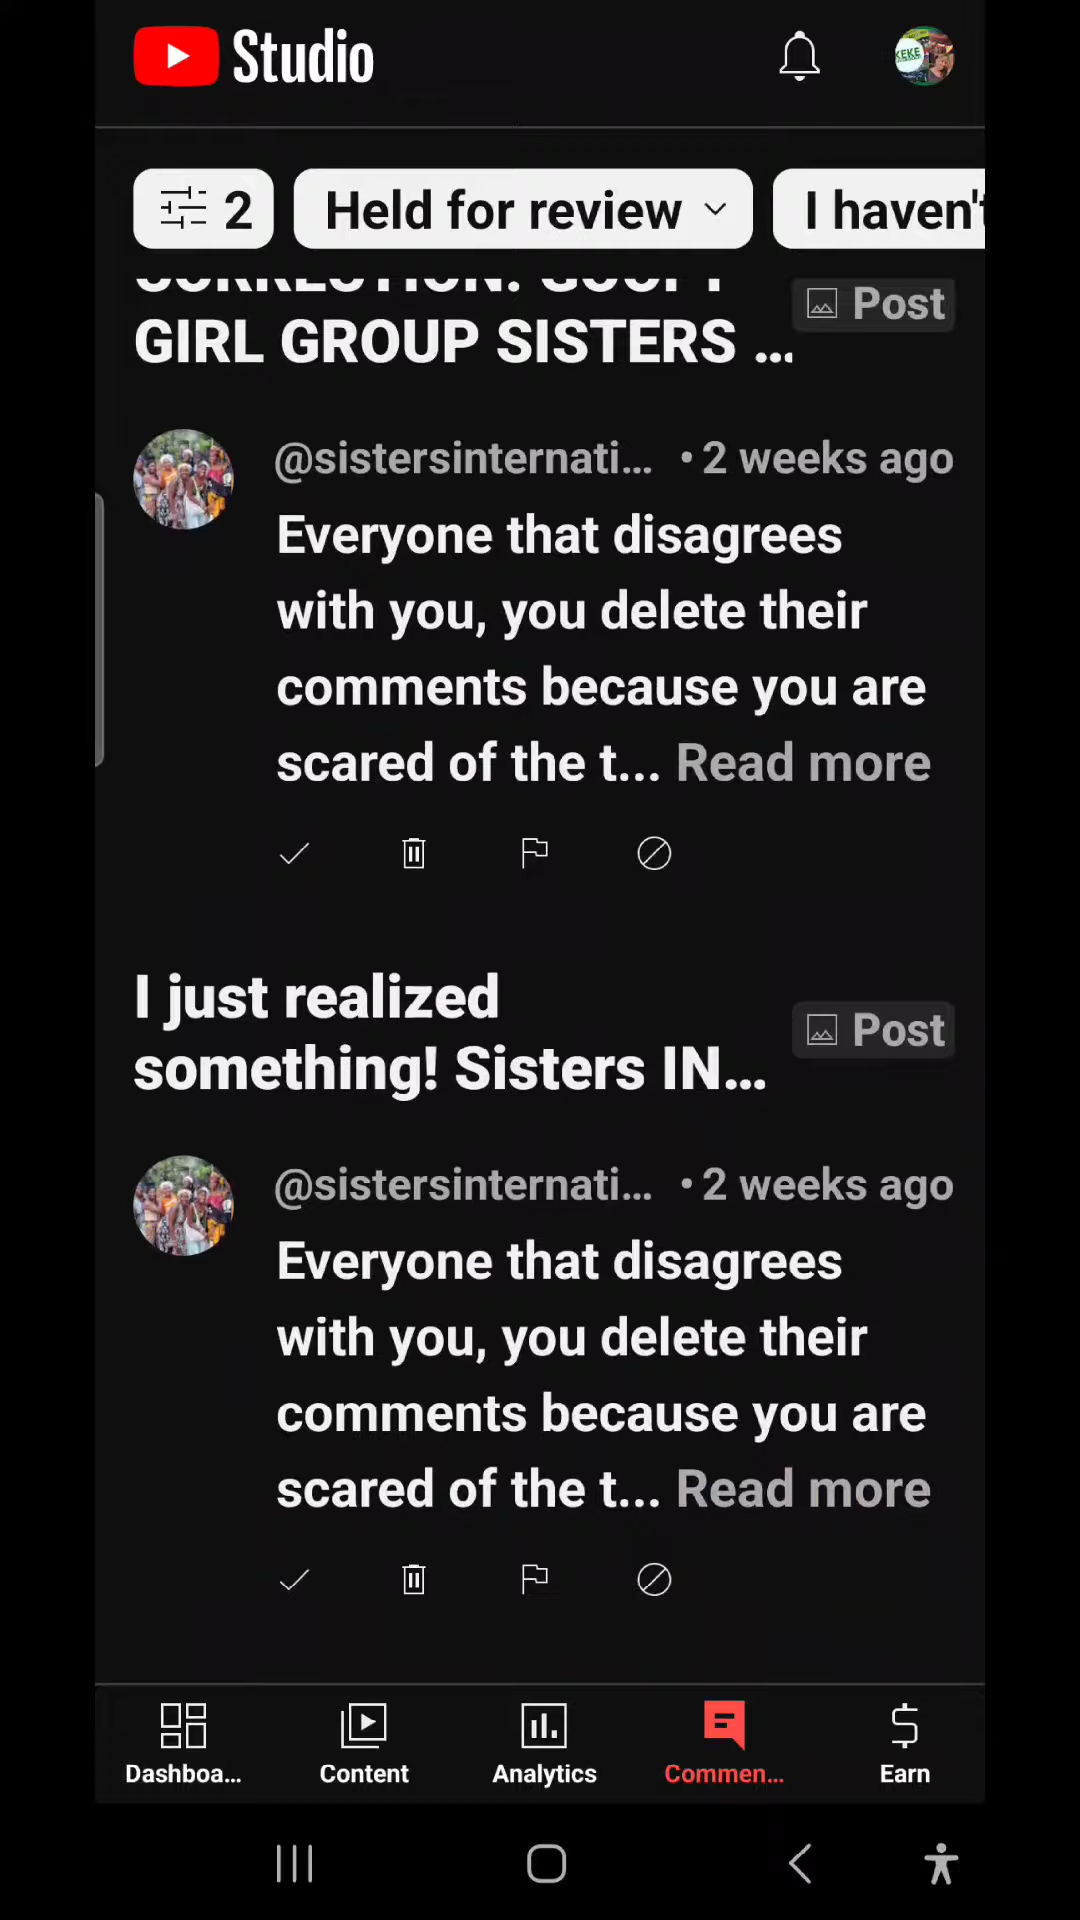 Studio
KEKE
2
Held for review
I haven't
CORRECTION: GOOFY
GIRL GROUP SISTERS ...
Post
@sistersinternati... • 2 weeks ago
Everyone that disagrees
with you, you delete their
comments because you are
scared of the t... Read more
I just realized
something! Sisters IN...
Post
@sistersinternati... • 2 weeks ago
Everyone that disagrees
with you, you delete their
comments because you are
scared of the t... Read more
Dashboa...
Content
Analytics
Commen...
Earn